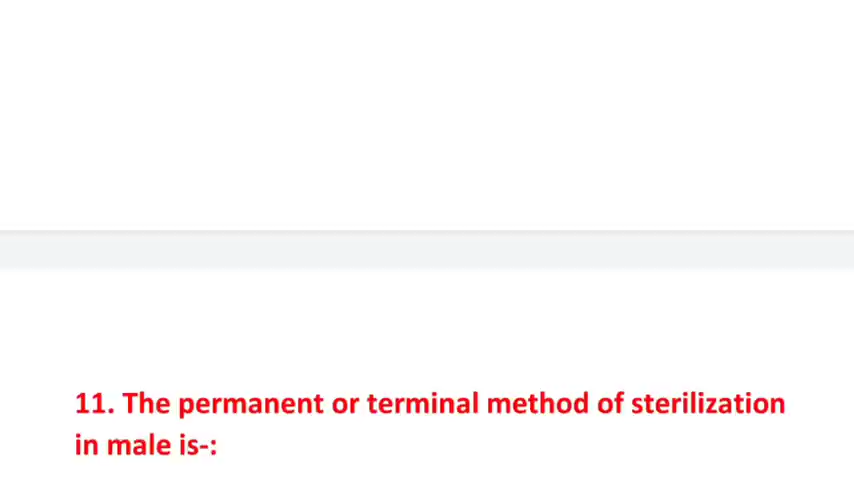 11. The permanent or terminal method of sterilization
in male is-: